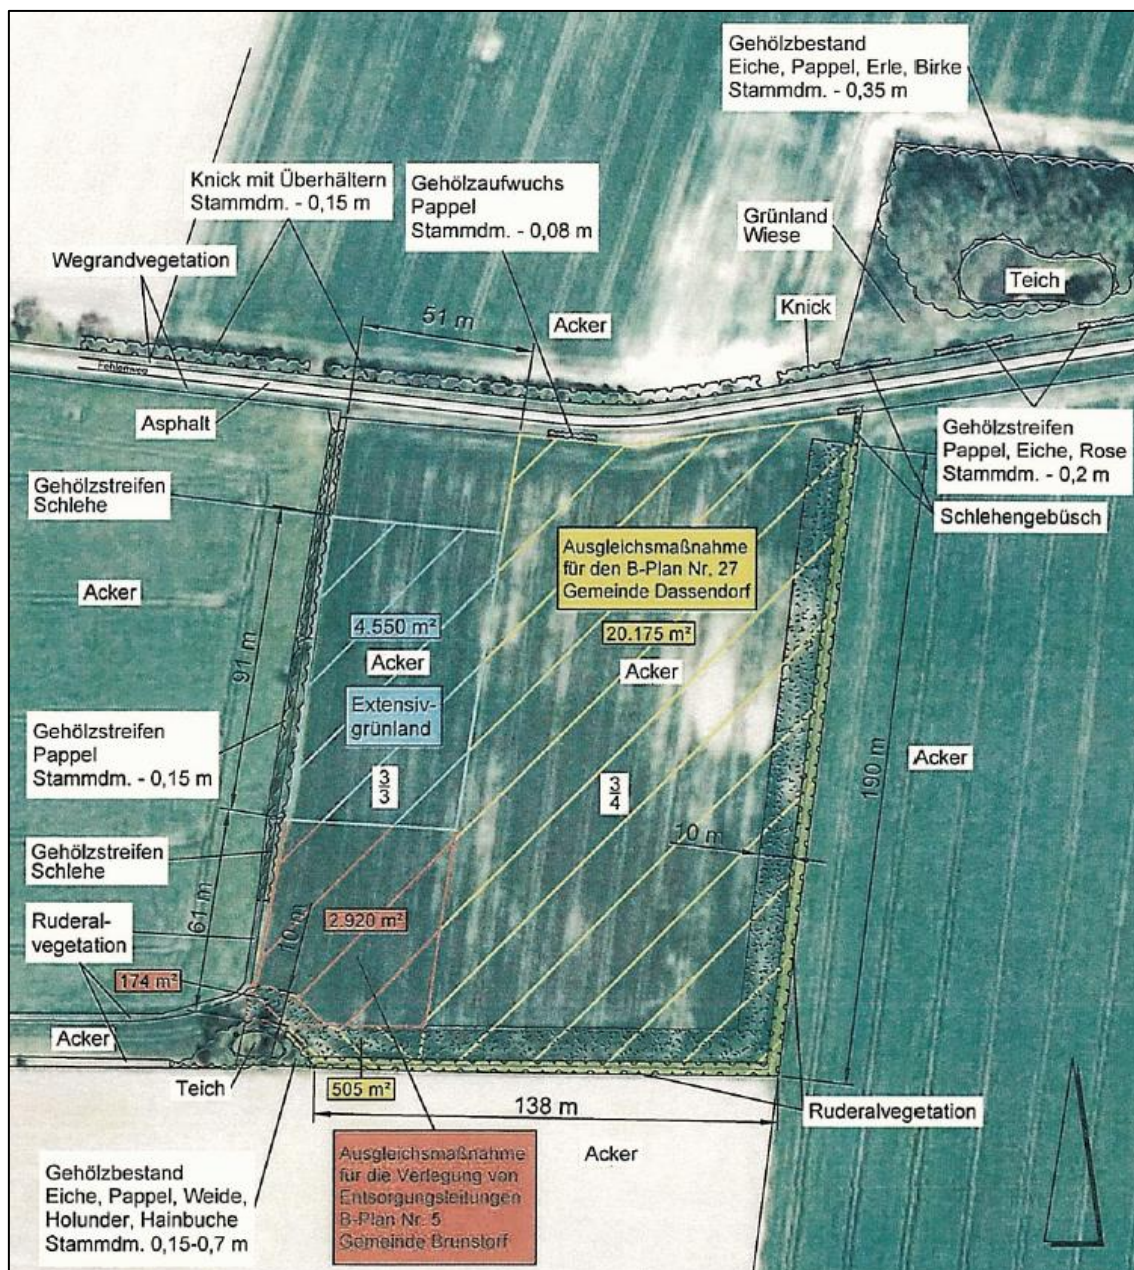 Gehölzbestand
Eiche, Pappel, Erle, Birke
Stammdm. - 0,35 m
Knick mit Überhältern
Stammdm. - 0,15 m
Gehölzaufwuchs
Pappel
Stammdm. - 0,08 m
Grünland
Wiese
Wegrandvegetation
Teich
Knick
51 m
Acker
Fehlenweg
Asphalt
Gehölzstreifen
Pappel, Eiche, Rose
Stammdm. - 0,2 m
Gehölzstreifen
Schlehe
Schlehengebüsch
Ausgleichsmaßnahme
für den B-Plan Nr. 27
Gemeinde Dassendorf
Acker
4.550 m²
20.175 m²
Acker
Acker
91 m
Extensiv-
grünland
Gehölzstreifen
Pappel
Stammdm. - 0,15 m
Acker
190 m
3
3
3
4
10 m
Gehölzstreifen
Schlehe
61 m
10 m
2.920 m²
Ruderal-
vegetation
174 m²
Acker
Teich
505 m²
138 m
Ruderalvegetation
Acker
Gehölzbestand
Eiche, Pappel, Weide,
Holunder, Hainbuche
Stammdm. 0,15-0,7 m
Ausgleichsmaßnahme
für die Verlegung von
Entsorgungsleitungen
B-Plan Nr. 5
Gemeinde Brunstorf